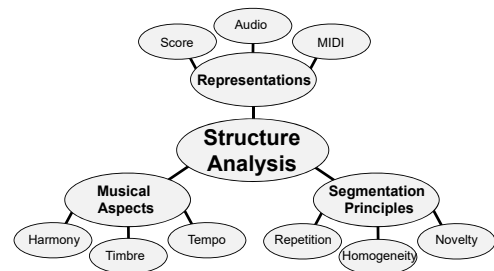 Audio
Score
MIDI
Representations
Structure
Analysis
Musical
Aspects
Segmentation
Principles
Harmony
Timbre
Tempo
Repetition
Homogeneity
Novelty